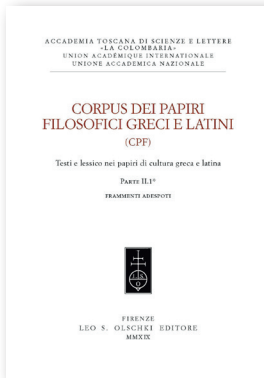 ACCADEMIA TOSCANA DI SCIENZE E LETTERE
«LA COLOMBARIA»
UNION ACADÉMIQUE INTERNATIONALE
UNIONE ACCADEMICA NAZIONALE
CORPUS DEI PAPIRI
FILOSOFICI GRECI E LATINI
(CPF)
Testi e lessico nei papiri di cultura greca e latina
PARTE II.1*
FRAMMENTI ADESPOTI
FIRENZE
LEO S. OLSCHKI EDITORE
MMXIX